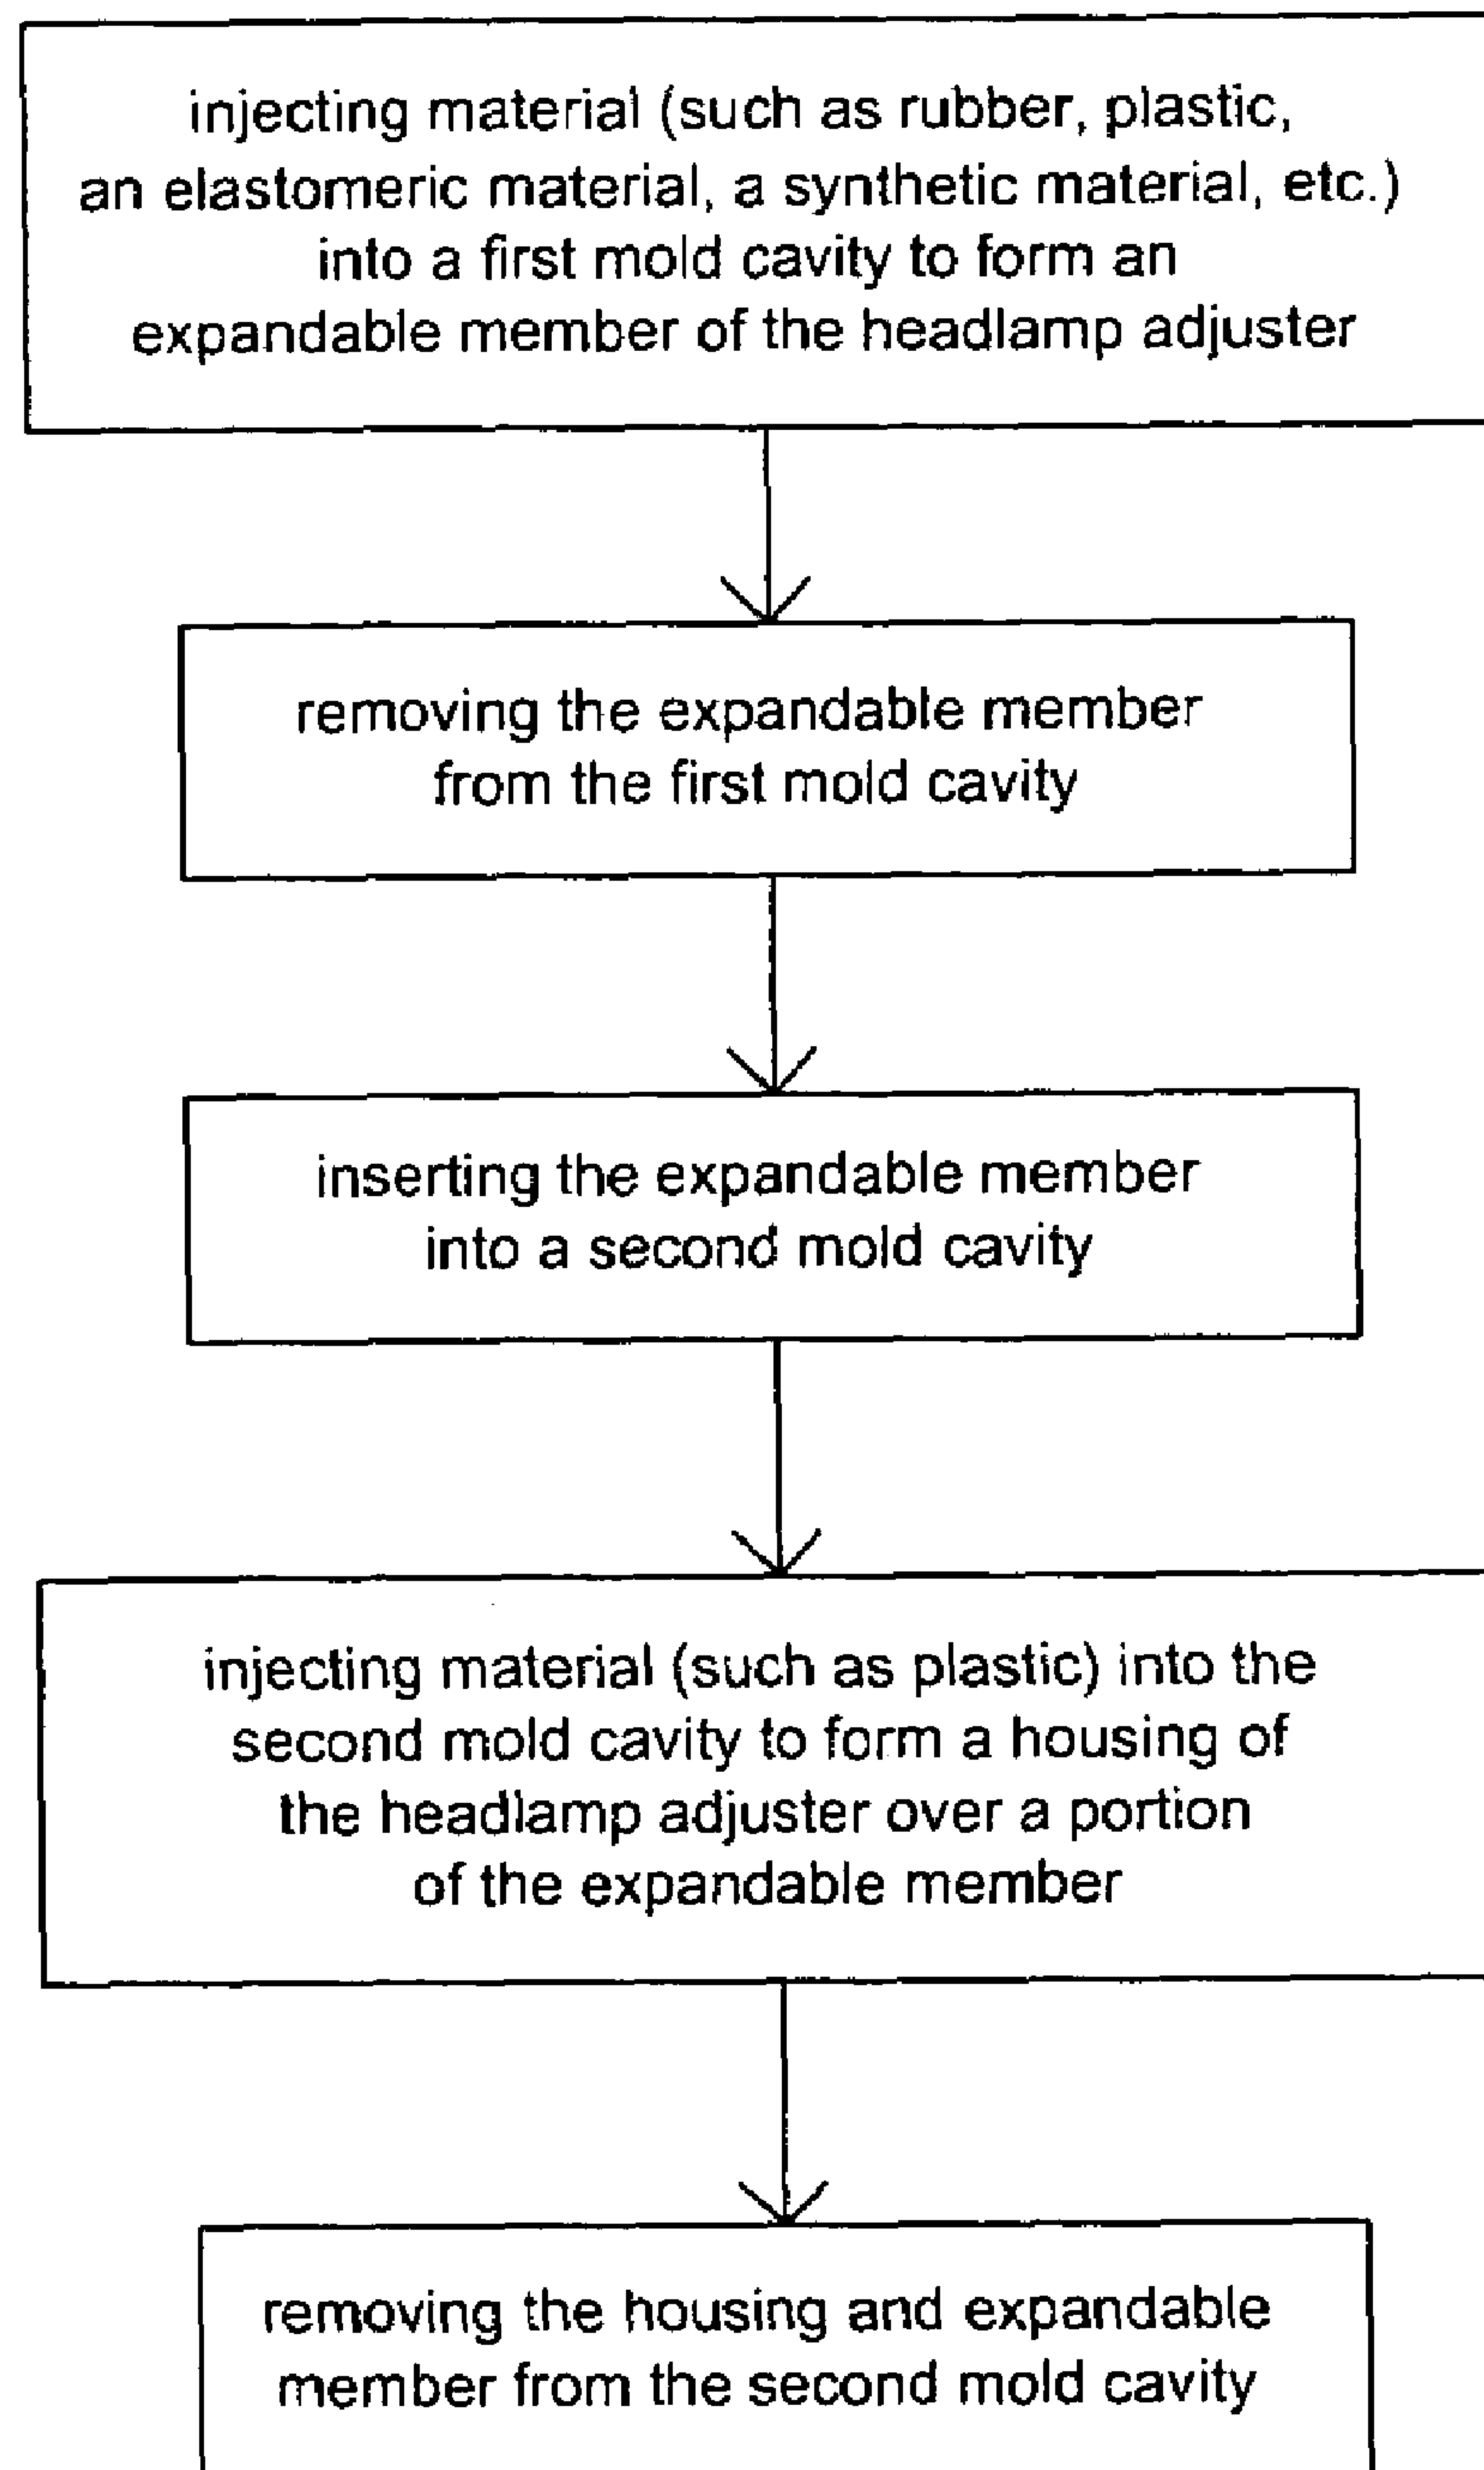 injecting material (such as rubber, plastic,
an elastomeric material, a synthetic material, etc.)
into a first mold cavity to form an
expandable member of the headlamp adjuster
removing the expandable member
from the first mold cavity
inserting the expandable member
into a second mold cavity
injecting material (such as plastic) into the
second mold cavity to form a housing of
the headlamp adjuster over a portion
of the expandable member
removing the housing and expandable
member from the second mold cavity